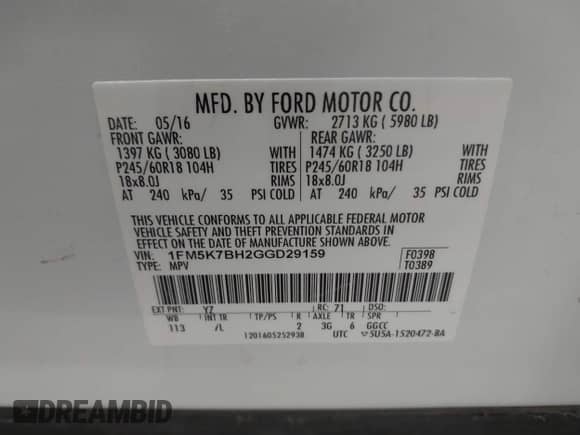 MFD. BY FORD MOTOR CO.
DATE: 05/16 GVWR: 2713 KG ( 5980 LB)
FRONT GAWR: REAR GAWR:
1397 KG ( 3080 LB) WITH 1474 KG ( 3250 LB) WITH
P245/60R18 104H TIRES P245/60R18 104H TIRES
18x8.0J RIMS 18x8.0J RIMS
AT 240 kPa/ 35 PSI COLD AT 240 kPa/ 35 PSI COLD
THIS VEHICLE CONFORMS TO ALL APPLICABLE FEDERAL MOTOR
VEHICLE SAFETY AND THEFT PREVENTION STANDARDS IN
EFFECT ON THE DATE OF MANUFACTURE SHOWN ABOVE.
VIN: 1FM5K7BH2GGD29159 F0398
TYPE: MPV T0389
EXT PNT: YZ RC: 71 DSO:
WB INT TR TP/PS R AXLE TR SPR
113 /L 2 3G 6 GGCC
1201605252938 UTC 5U5A-1520472-BA
DREAMBID